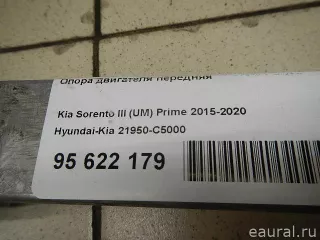 Опора двигателя передняя
Kia Sorento III (UM) Prime 2015-2020
Hyundai-Kia 21950-C5000
95 622 179
eaural.ru